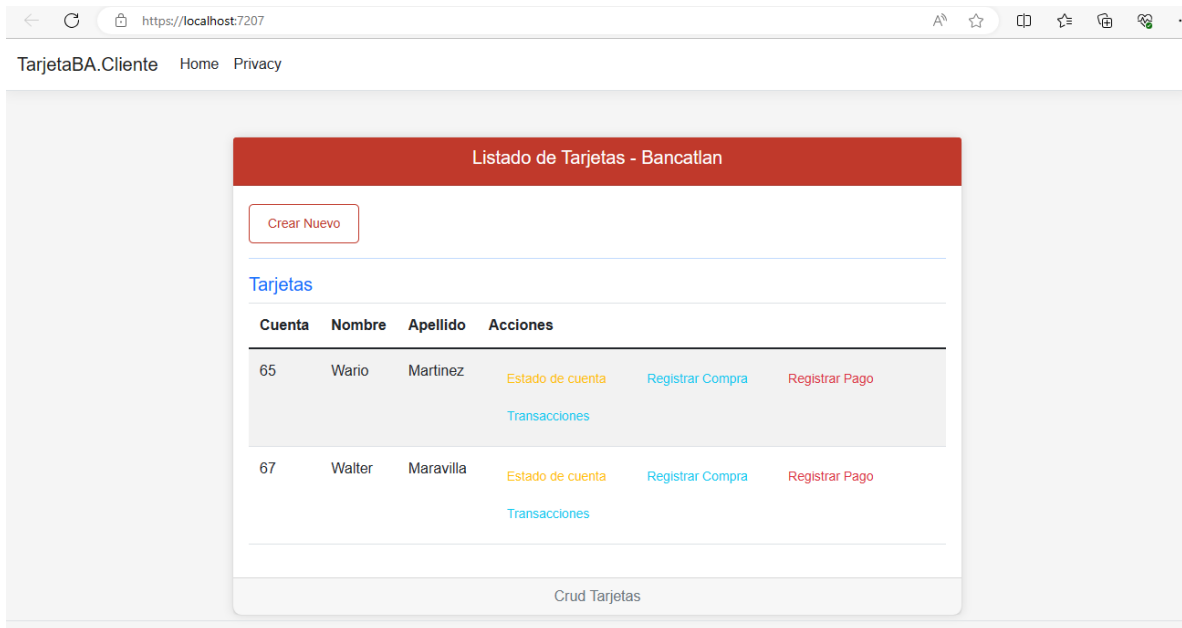 https://localhost:7207
TarjetaBA.Cliente Home Privacy
Listado de Tarjetas - Bancatlan
Crear Nuevo
Tarjetas
Cuenta Nombre Apellido Acciones
65 Wario Martinez Estado de cuenta Registrar Compra Registrar Pago
Transacciones
67 Walter Maravilla Estado de cuenta Registrar Compra Registrar Pago
Transacciones
Crud Tarjetas